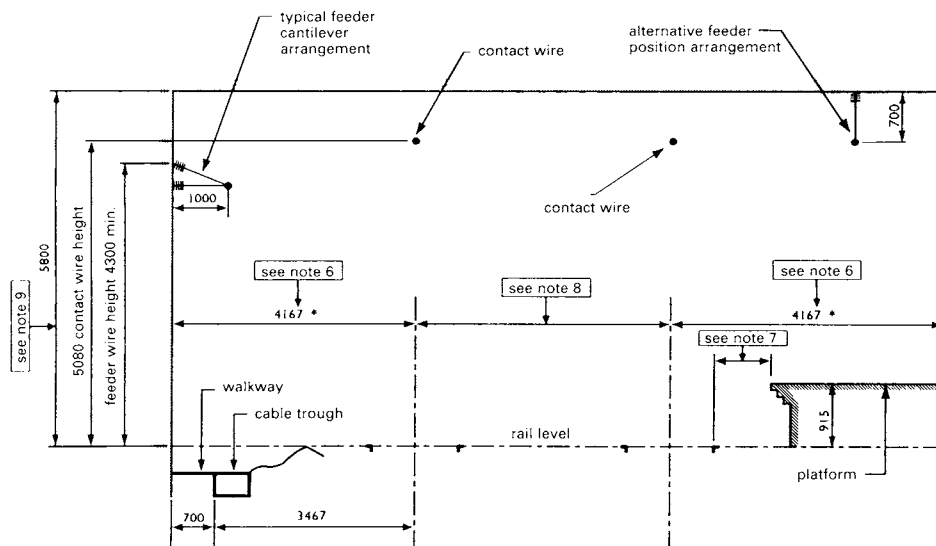 typical feeder
cantilever
arrangement
contact wire
alternative feeder
position arrangement
700
contact wire
1000
5800
5080 contact wire height
feeder wire height 4300 min.
see note 9
see note 6
see note 8
see note 6
4167 *
4167 *
see note 7
walkway
cable trough
rail level
915
platform
700
3467